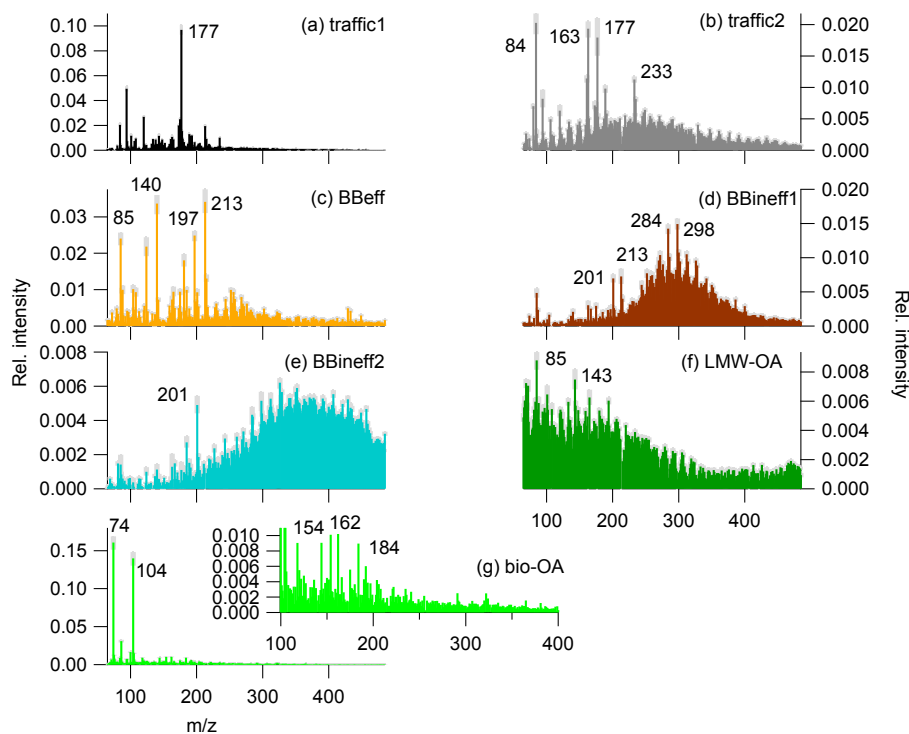 (a) traffic1
0.10
0.08
0.06
0.04
0.02
0.00
177
100 200 300 400
(b) traffic2
84 163 177 233
0.020
0.015
0.010
0.005
0.000
(c) BBeff
0.03
0.02
0.01
0.00
85 140 197 213
(d) BBineff1
201 213 284 298
0.020
0.015
0.010
0.005
0.000
Rel. intensity
Rel. intensity
(e) BBineff2
0.008
0.006
0.004
0.002
0.000
201
(f) LMW-OA
85 143
0.008
0.006
0.004
0.002
0.000
100 200 300 400
(g) bio-OA
0.15
0.10
0.05
0.00
74
104
0.010
0.008
0.006
0.004
0.002
0.000
154 162
184
100 200 300 400
m/z